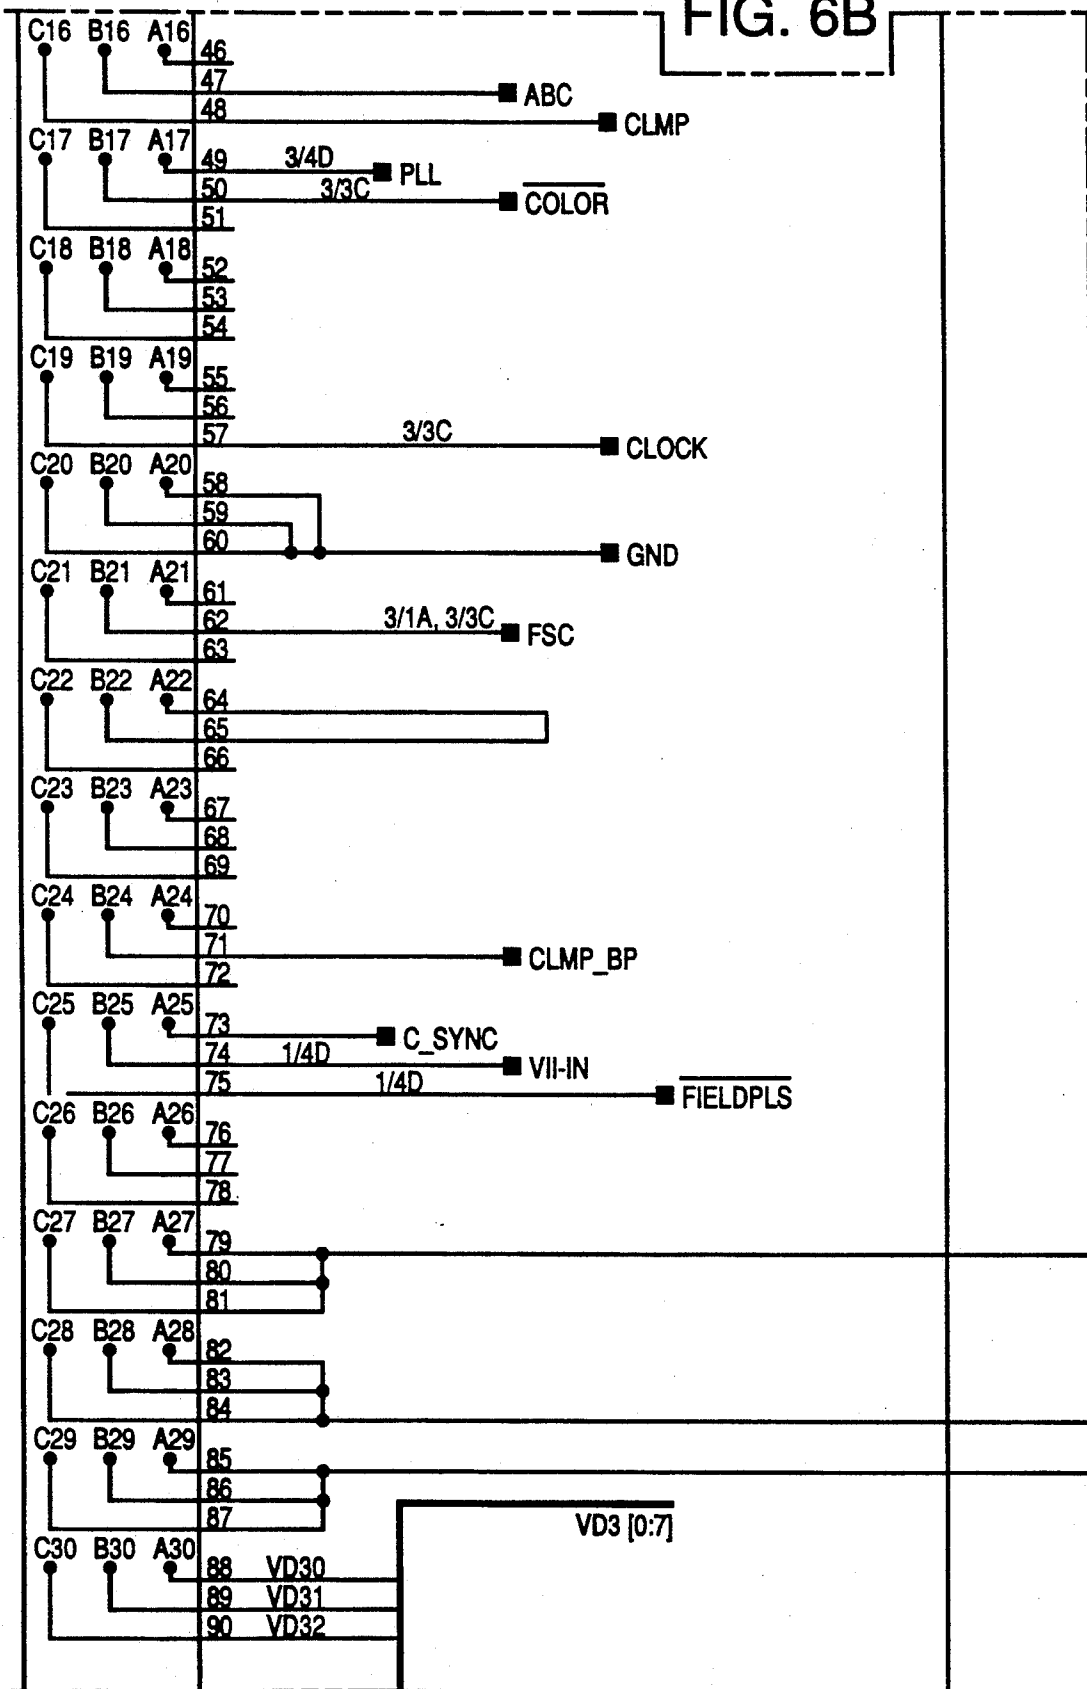 FIG. 6B
C16 B16 A16
46
47 ABC
48 CLMP
C17 B17 A17
49 3/4D PLL
50 3/3C COLOR
51
C18 B18 A18
52
53
54
C19 B19 A19
55
56
57 3/3C CLOCK
C20 B20 A20
58
59
60 GND
C21 B21 A21
61
62 3/1A, 3/3C FSC
63
C22 B22 A22
64
65
66
C23 B23 A23
67
68
69
C24 B24 A24
70
71 CLMP_BP
72
C25 B25 A25
73 C_SYNC
74 1/4D VII-IN
75 1/4D FIELDPLS
C26 B26 A26
76
77
78
C27 B27 A27
79
80
81
C28 B28 A28
82
83
84
C29 B29 A29
85
86
87
VD3 [0:7]
C30 B30 A30
88 VD30
89 VD31
90 VD32